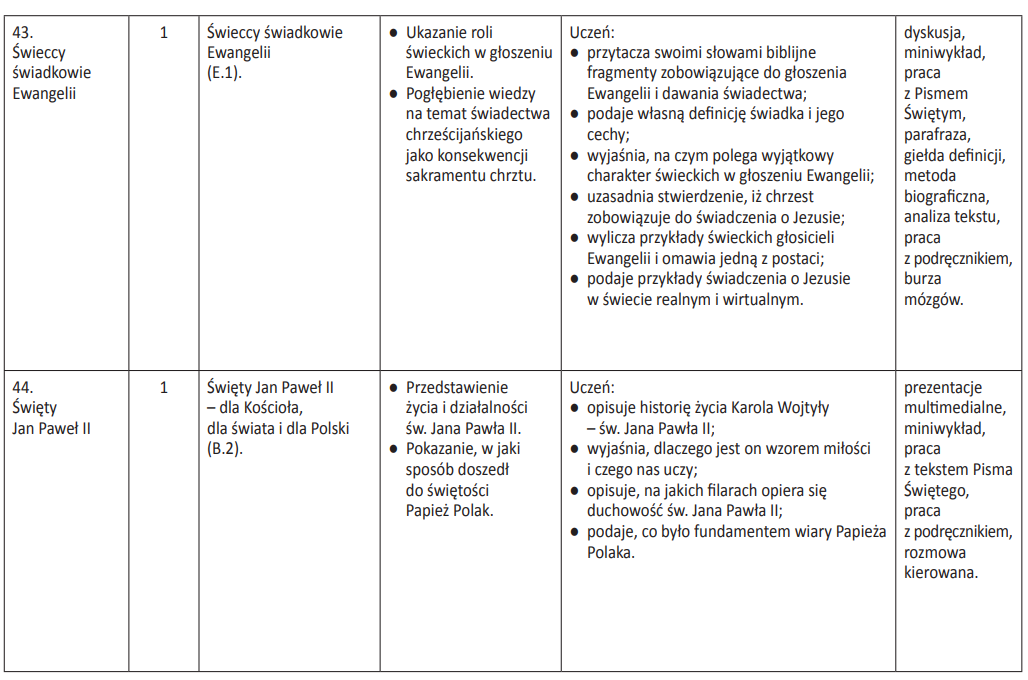 43.
Świeccy
świadkowie
Ewangelii
1
Świeccy świadkowie
Ewangelii
(E.1).
● Ukazanie roli
świeckich w głoszeniu
Ewangelii.
● Pogłębienie wiedzy
na temat świadectwa
chrześcijańskiego
jako konsekwencji
sakramentu chrztu.
Uczeń:
● przytacza swoimi słowami biblijne
fragmenty zobowiązujące do głoszenia
Ewangelii i dawania świadectwa;
● podaje własną definicję świadka i jego
cechy;
● wyjaśnia, na czym polega wyjątkowy
charakter świeckich w głoszeniu Ewangelii;
● uzasadnia stwierdzenie, iż chrzest
zobowiązuje do świadczenia o Jezusie;
● wylicza przykłady świeckich głosicieli
Ewangelii i omawia jedną z postaci;
● podaje przykłady świadczenia o Jezusie
w świecie realnym i wirtualnym.
dyskusja,
miniwykład,
praca
z Pismem
Świętym,
parafraza,
giełda definicji,
metoda
biograficzna,
analiza tekstu,
praca
z podręcznikiem,
burza
mózgów.
44.
Święty
Jan Paweł II
1
Święty Jan Paweł II
– dla Kościoła,
dla świata i dla Polski
(B.2).
● Przedstawienie
życia i działalności
św. Jana Pawła II.
● Pokazanie, w jaki
sposób doszedł
do świętości
Papież Polak.
Uczeń:
● opisuje historię życia Karola Wojtyły
– św. Jana Pawła II;
● wyjaśnia, dlaczego jest on wzorem miłości
i czego nas uczy;
● opisuje, na jakich filarach opiera się
duchowość św. Jana Pawła II;
● podaje, co było fundamentem wiary Papieża
Polaka.
prezentacje
multimedialne,
miniwykład,
praca
z tekstem Pisma
Świętego,
praca
z podręcznikiem,
rozmowa
kierowana.